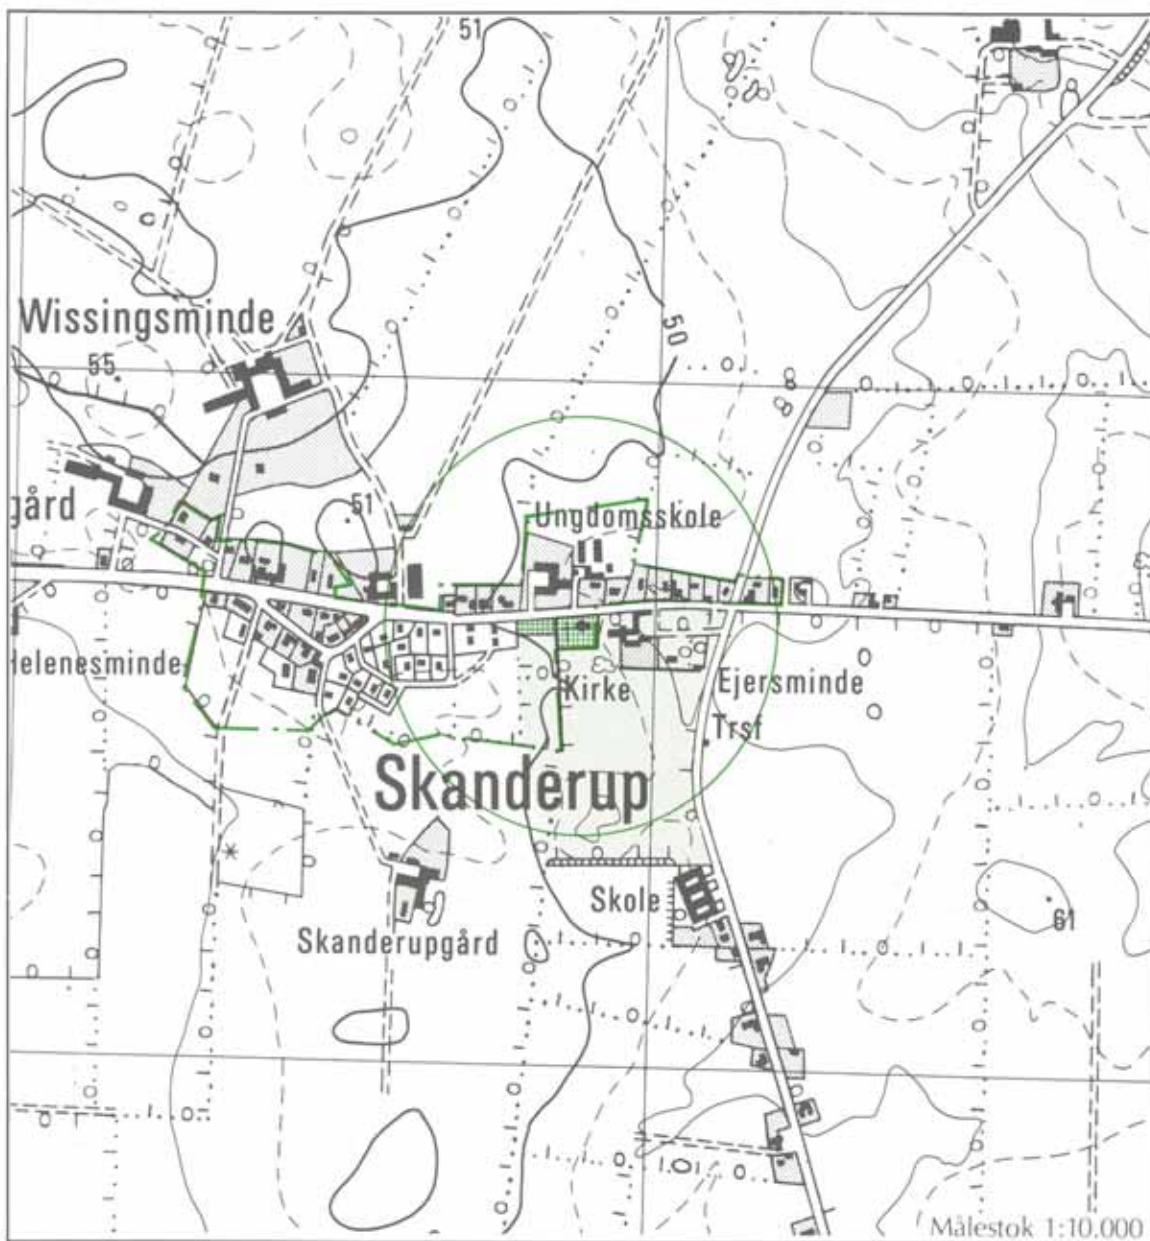 51
Wissingsminde
50
55
51
gård
Ungdomsskole
Helenesminde
Kirke
Ejersminde
Trsf
Skanderup
Skole
61
Skanderupgård
Målestok 1:10.000